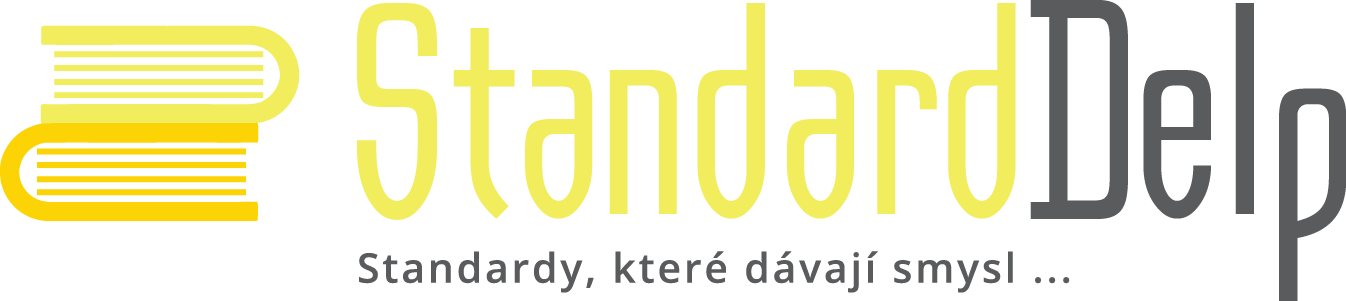 StandardDelp
Standardy, které dávají smysl ...